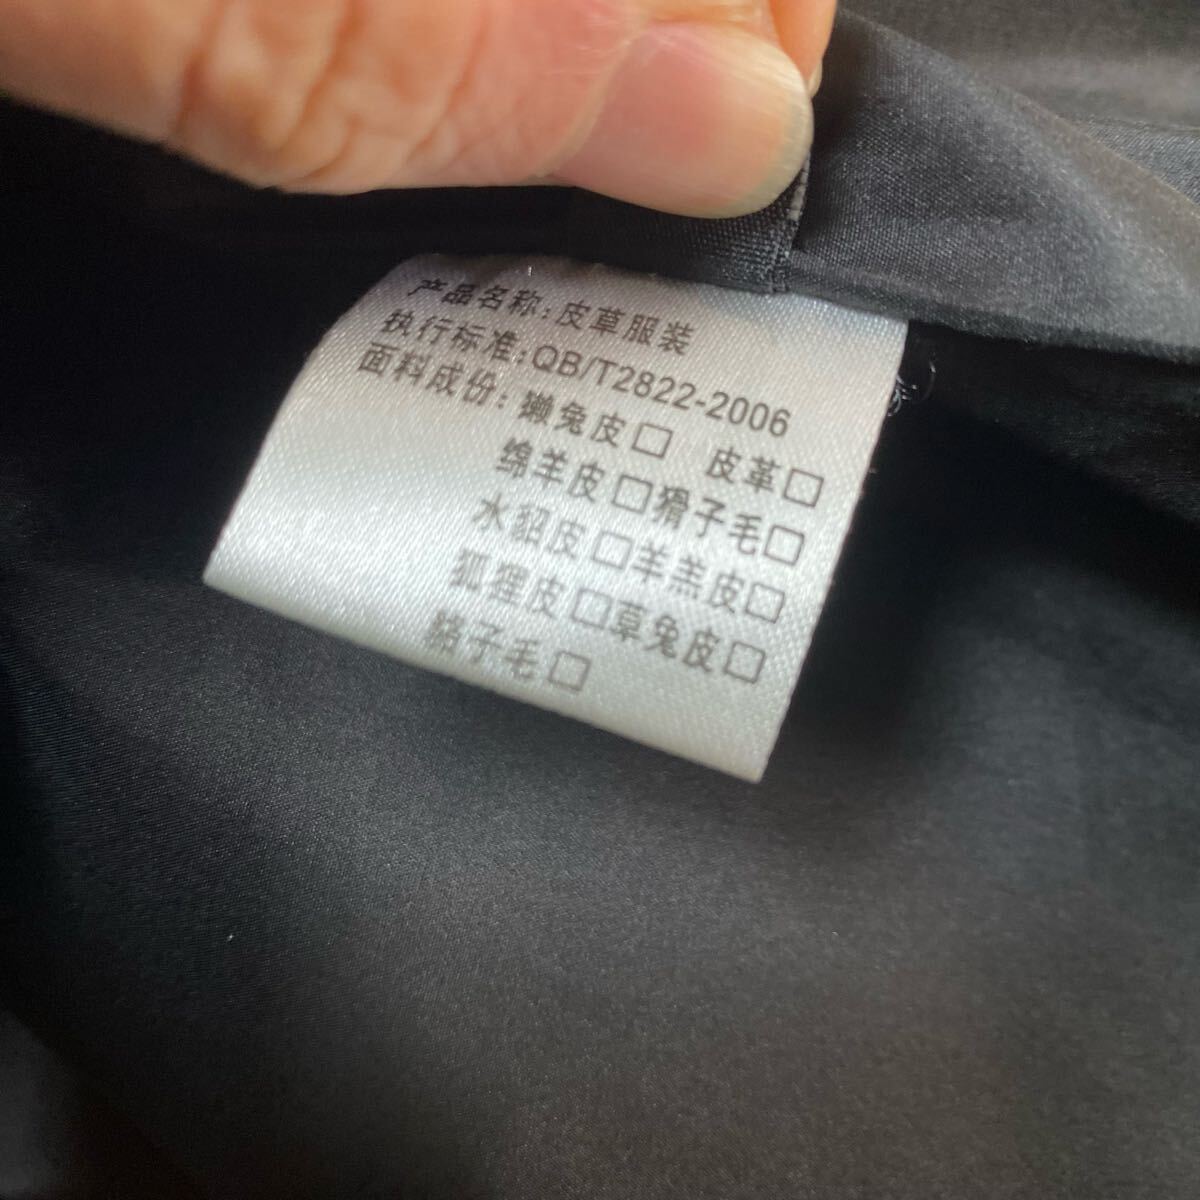 产品名称:皮草服装
执行标准:QB/T2822-2006
面料成份:獭兔皮□ 皮革□
绵羊皮□猾子毛□
水貂皮□羊羔皮□
狐狸皮□草兔皮□
貉子毛□